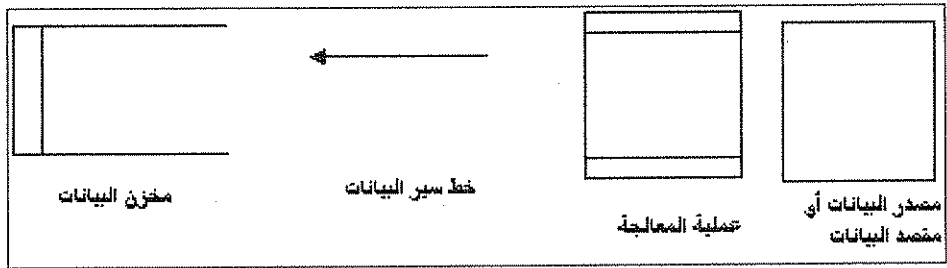 مصدر البيانات أو
مقصد البيانات
عملية المعالجة
خط سير البيانات
مخزن البيانات